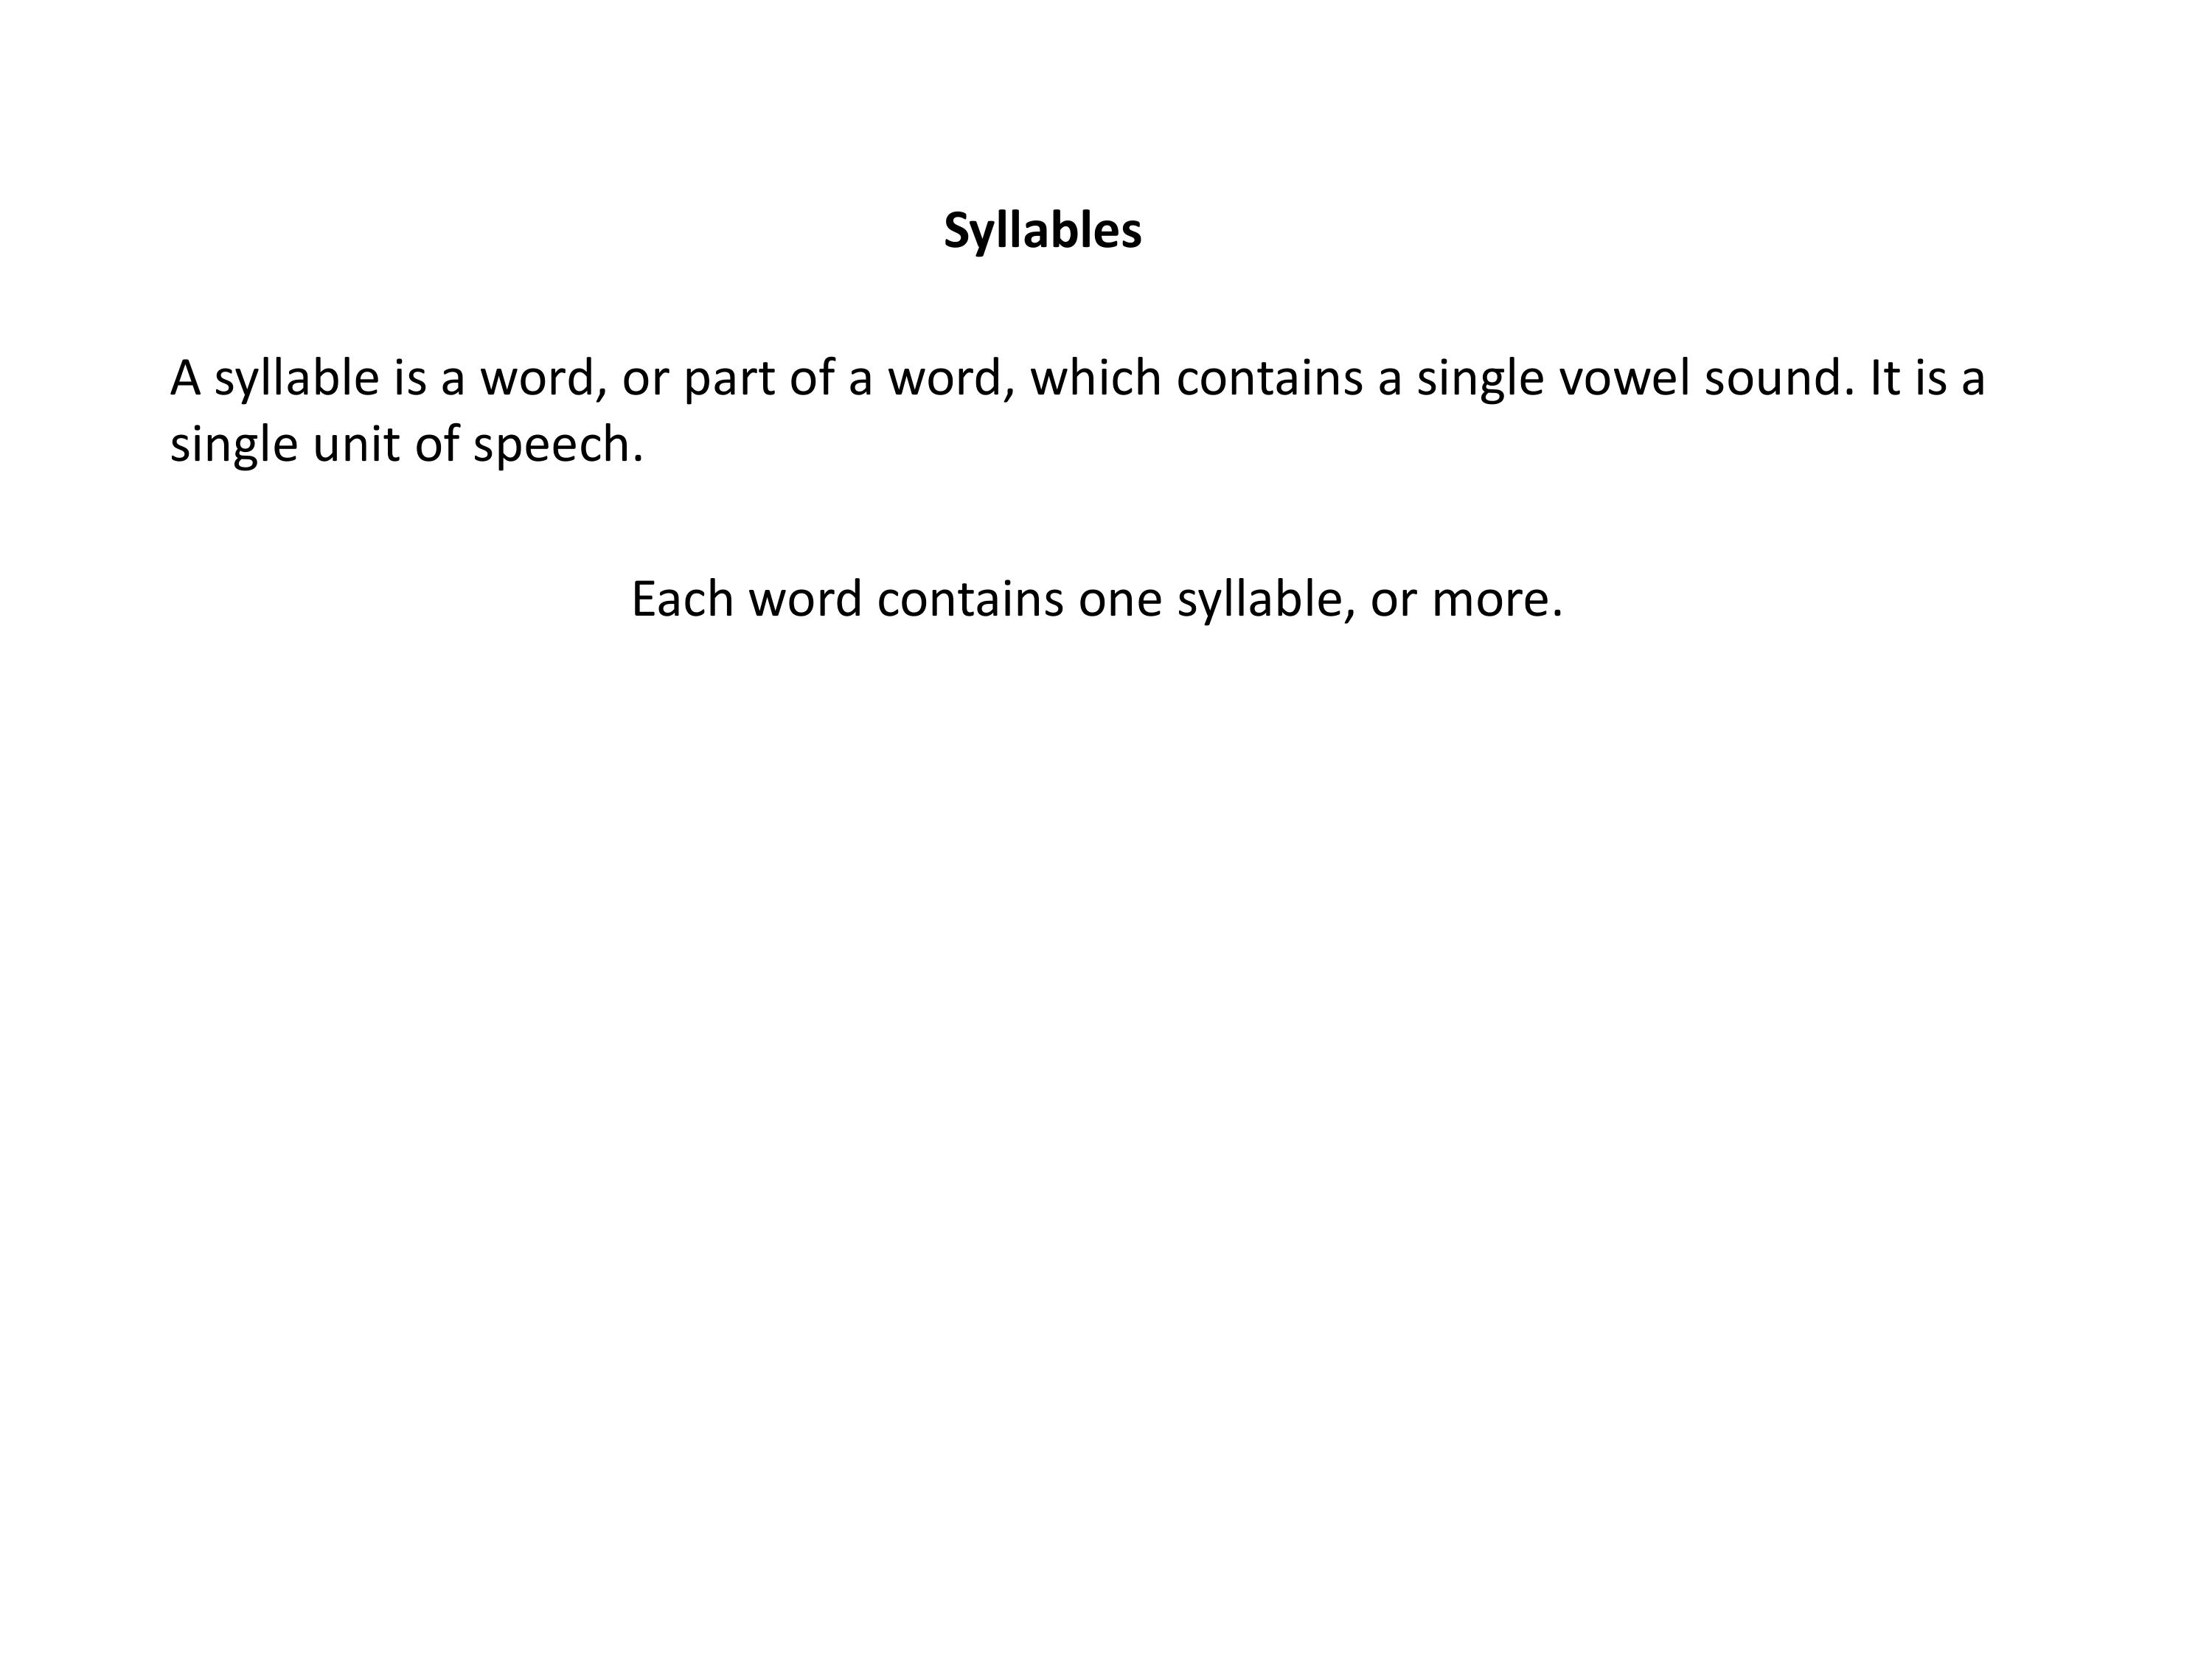 Syllables
A syllable is a word, or part of a word, which contains a single vowel sound. It is a
single unit of speech.
Each word contains one syllable, or more.